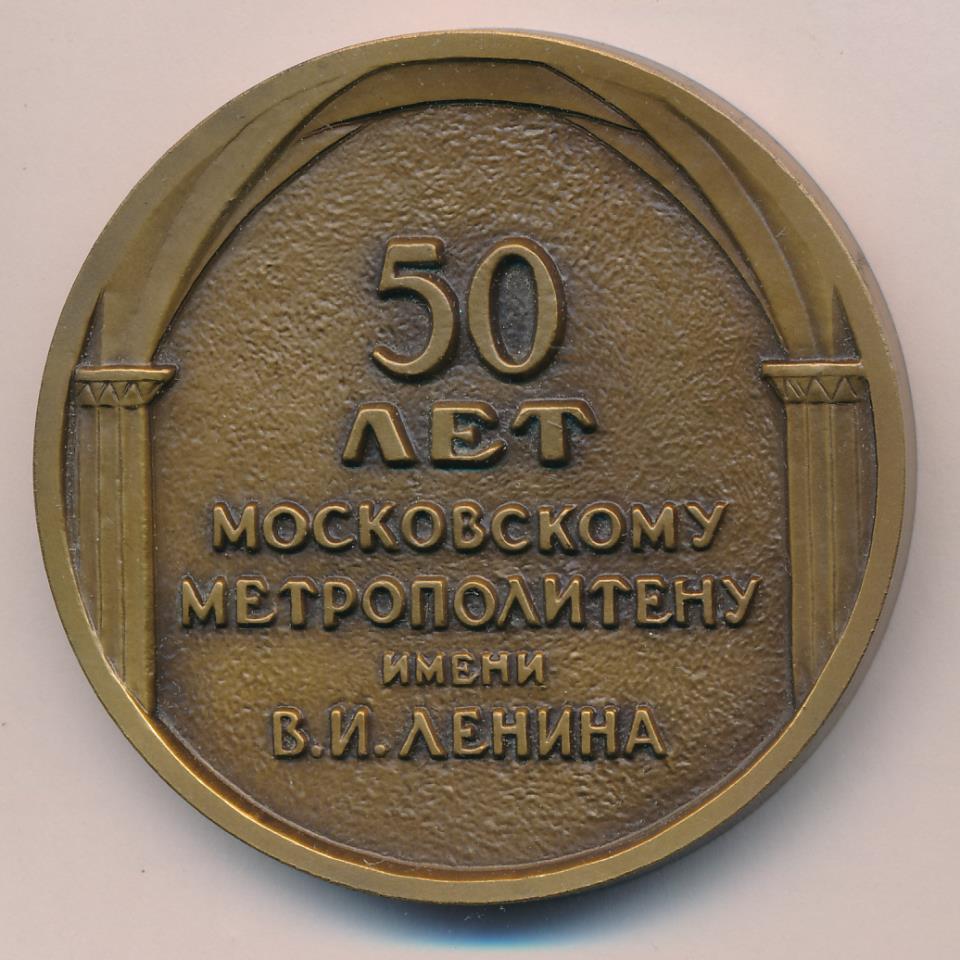 50
ЛЕТ
МОСКОВСКОМУ
МЕТРОПОЛИТЕНУ
ИМЕНИ
В.И.ЛЕНИНА